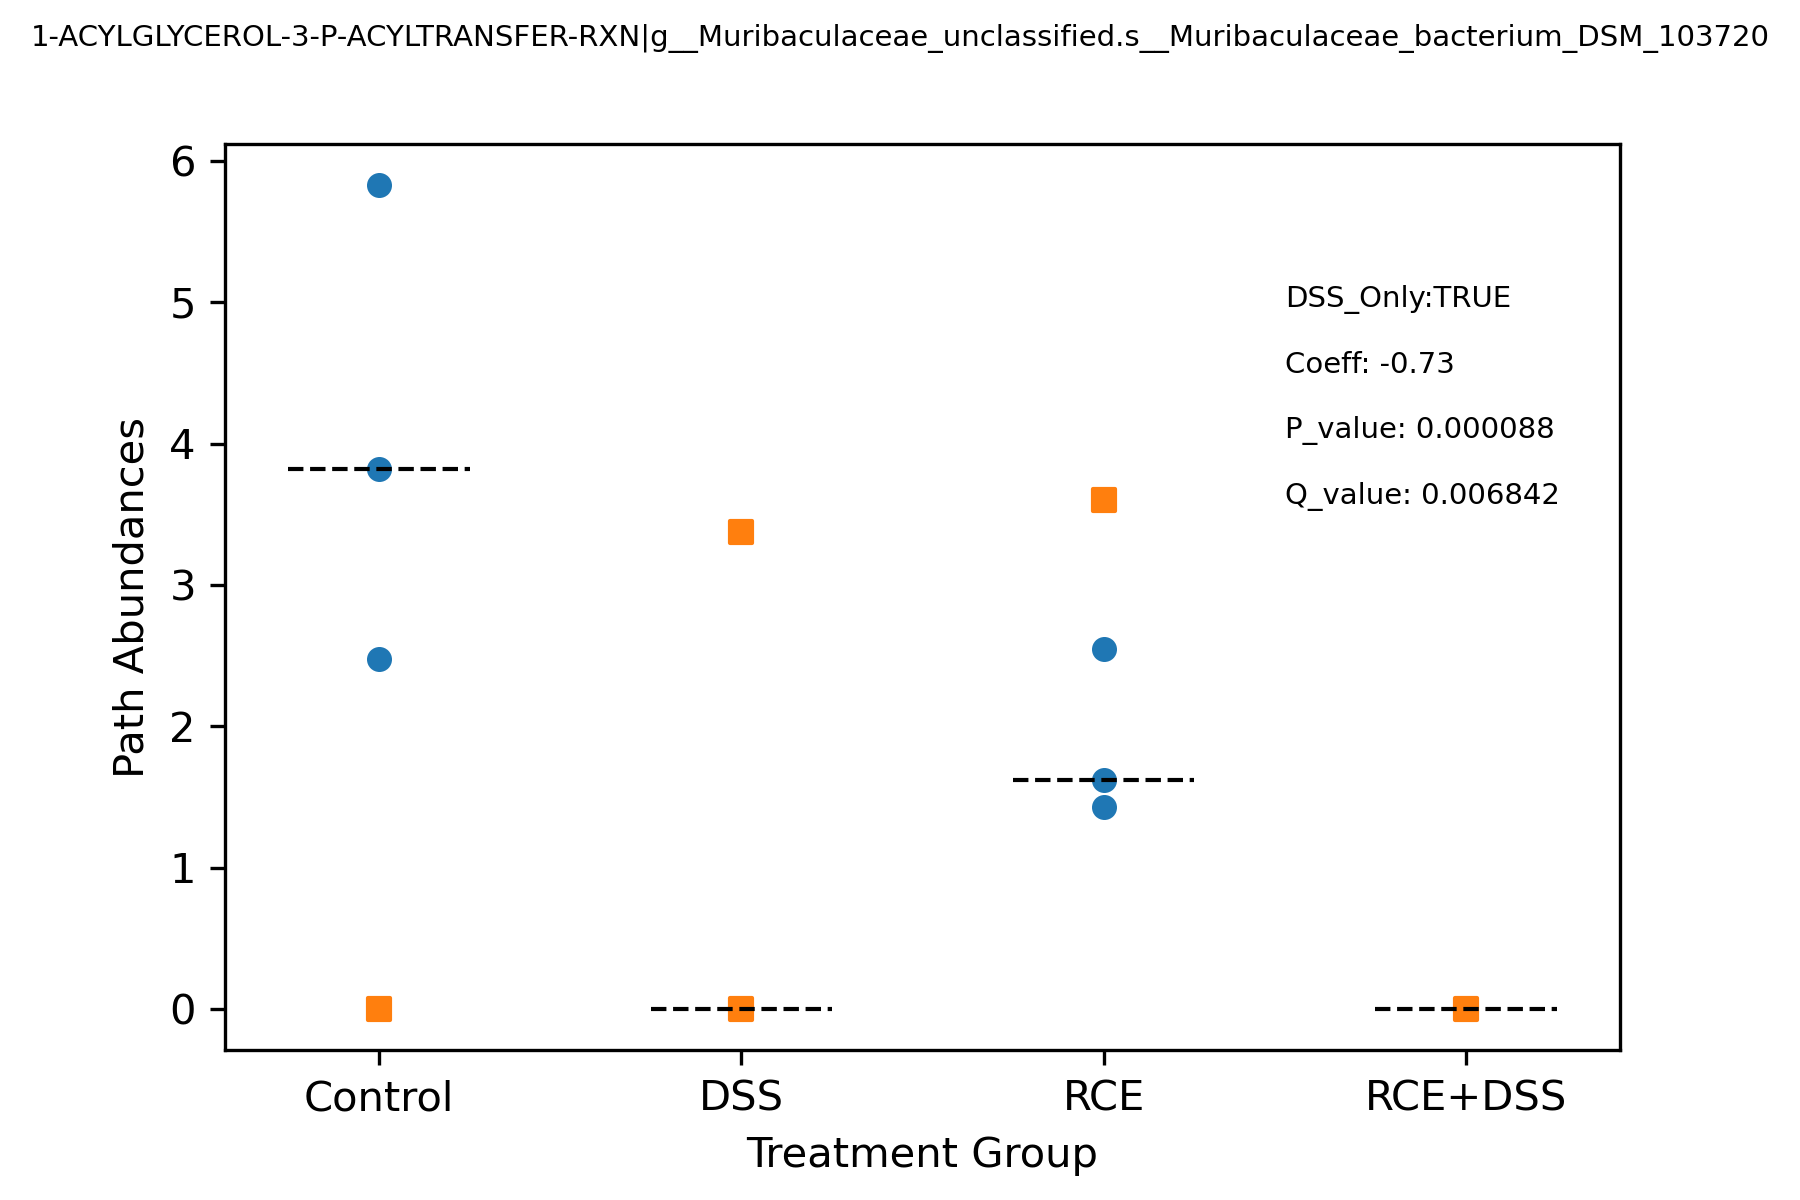 1-ACYLGLYCEROL-3-P-ACYLTRANSFER-RXN|g__Muribaculaceae_unclassified.s__Muribaculaceae_bacterium_DSM_103720
6
5
4
3
2
1
0
Path Abundances
DSS_Only:TRUE
Coeff: -0.73
P_value: 0.000088
Q_value: 0.006842
Control
DSS
RCE
RCE+DSS
Treatment Group